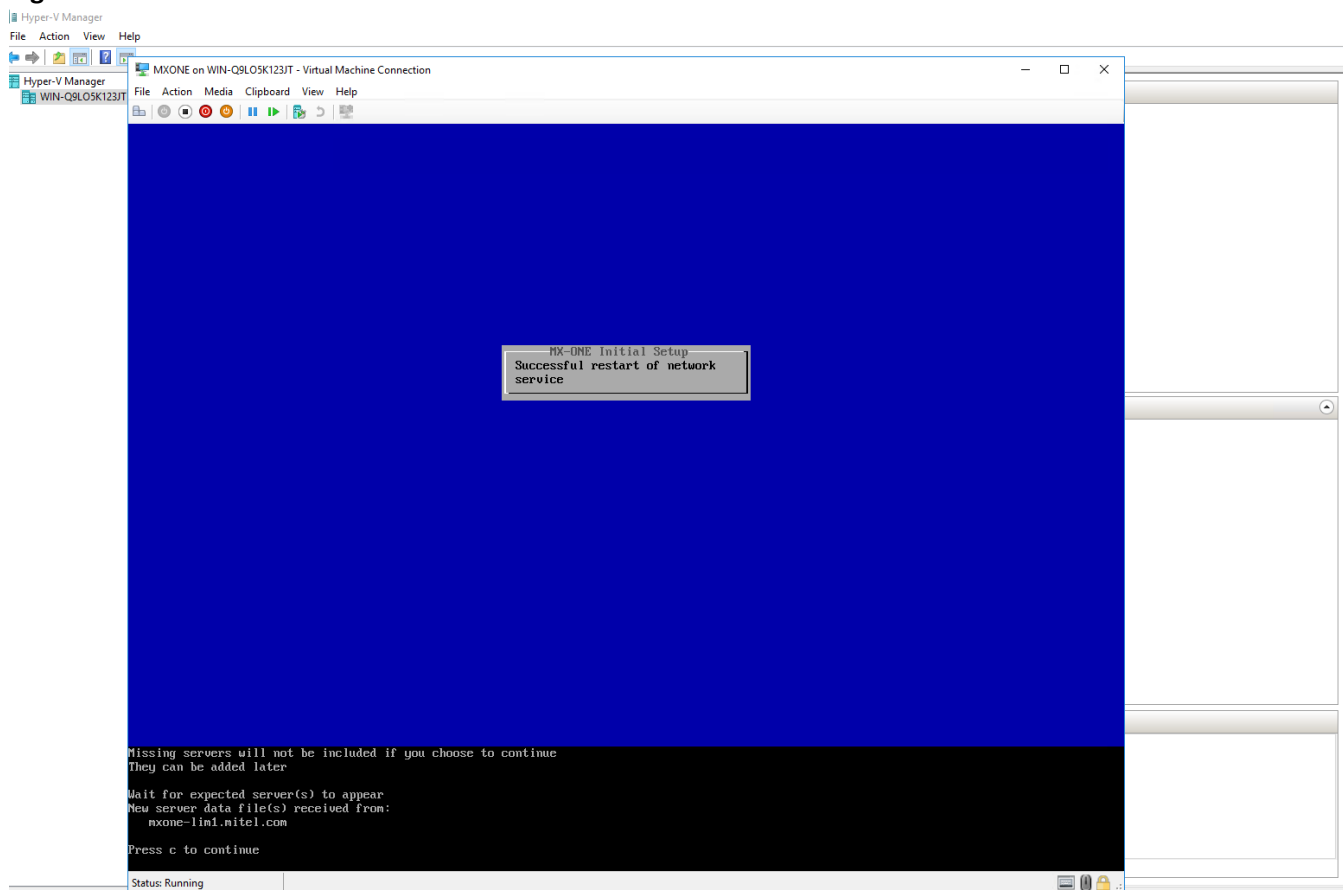 Hyper-V Manager
File Action View Help
MXONE on WIN-Q9LO5K123JT - Virtual Machine Connection
Hyper-V Manager
WIN-Q9LO5K123JT
File Action Media Clipboard View Help
MX-ONE Initial Setup
Successful restart of network
service
Missing servers will not be included if you choose to continue
They can be added later
Wait for expected server(s) to appear
New server data file(s) received from:
mxone-lim1.mitel.com
Press c to continue
Status: Running